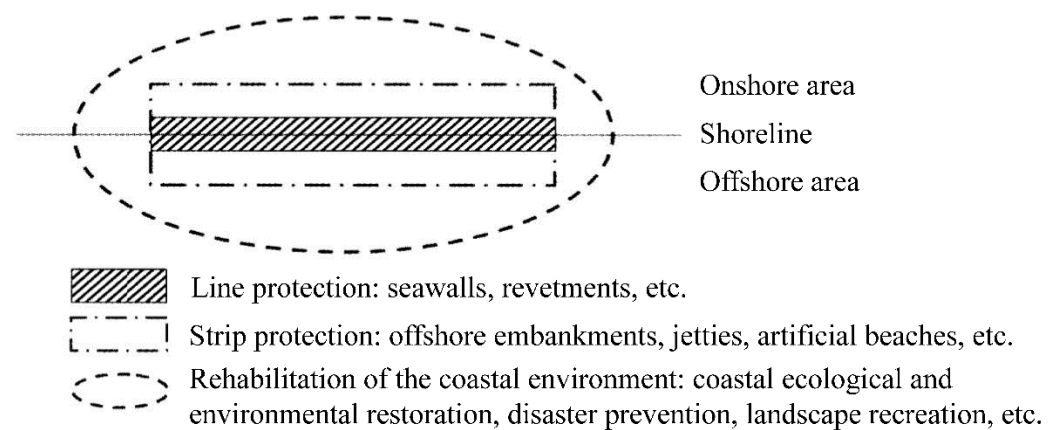 Onshore area
Shoreline
Offshore area
Line protection: seawalls, revetments, etc.
Strip protection: offshore embankments, jetties, artificial beaches, etc.
Rehabilitation of the coastal environment: coastal ecological and
environmental restoration, disaster prevention, landscape recreation, etc.